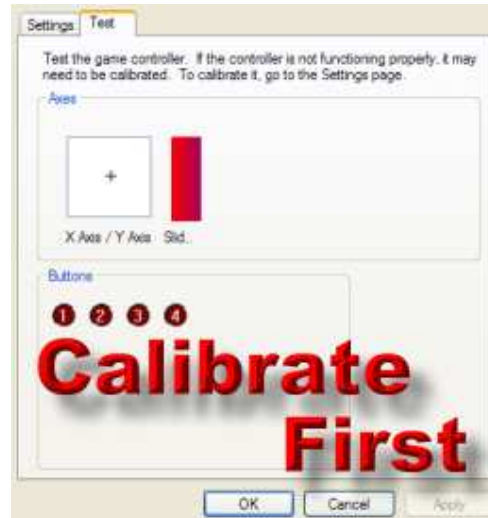 Settings Test
Test the game controller. If the controller is not functioning properly, it may
need to be calibrated. To calibrate it, go to the Settings page.
Axes
X Axis / Y Axis Slid..
Buttons
1 2 3 4
Calibrate
First
OK Cancel Apply